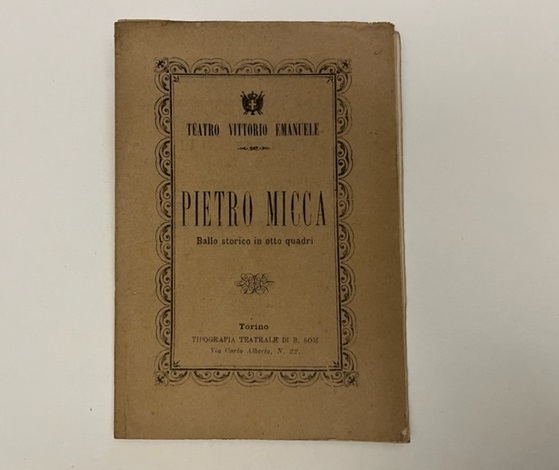 TEATRO VITTORIO EMANUELE
PIETRO MICCA
Ballo storico in otto quadri
Torino
TIPOGRAFIA TEATRALE DI B. SOM
Via Carlo Alberto, N. 22.